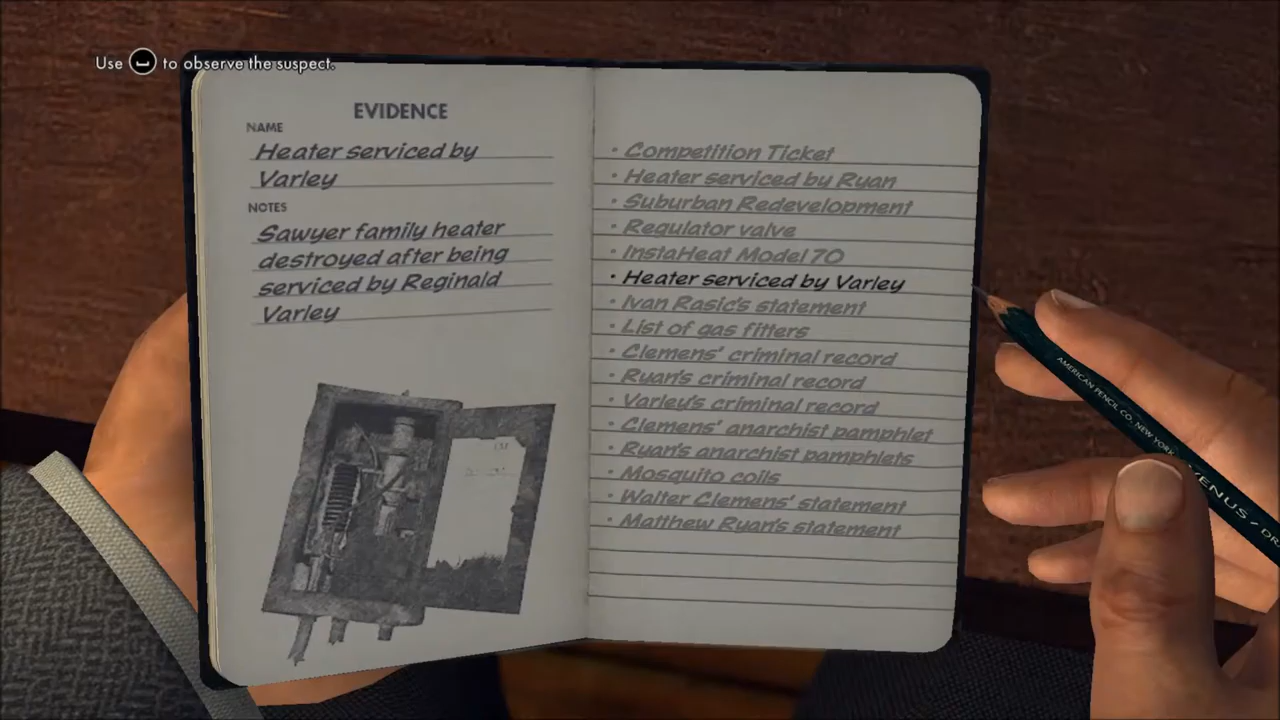 Use to observe the suspect.
EVIDENCE
NAME
Heater serviced by
Varley
NOTES
Sawyer family heater
destroyed after being
serviced by Reginald
Varley
• Competition Ticket
• Heater serviced by Ryan
• Suburban Redevelopment
• Regulator valve
• InstaHeat Model 70
• Heater serviced by Varley
• Ivan Rasic's statement
• List of gas fitters
• Clemens' criminal record
• Ryan's criminal record
• Varley's criminal record
• Clemens' anarchist pamphlet
• Ryan's anarchist pamphlets
• Mosquito coils
• Walter Clemens' statement
• Matthew Ryan's statement
AMERICAN PENCIL CO. NEW YORK
VENUS / DR